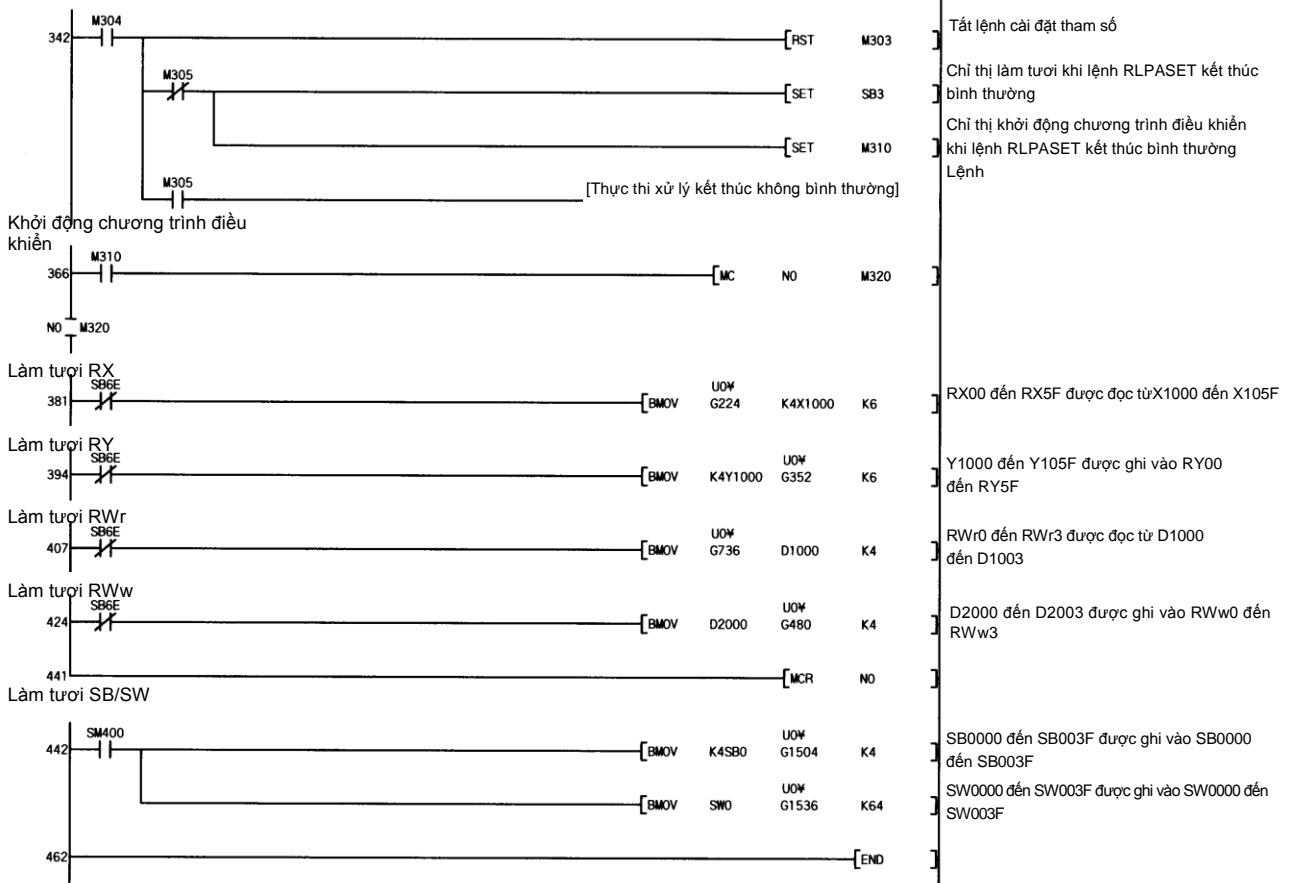 M304
342 [RST M303 ] Tắt lệnh cài đặt tham số
M305
[SET SB3 ] Chỉ thị làm tươi khi lệnh RLPASET kết thúc
bình thường
[SET M310 ] Chỉ thị khởi động chương trình điều khiển
khi lệnh RLPASET kết thúc bình thường
Lệnh
M305
[Thực thi xử lý kết thúc không bình thường]
Khởi động chương trình điều
khiển
M310
366 [MC N0 M320 ]
N0 M320
Làm tươi RX
SB6E U0¥
381 [BMOV G224 K4X1000 K6 ] RX00 đến RX5F được đọc từX1000 đến X105F
Làm tươi RY
SB6E U0¥
394 [BMOV K4Y1000 G352 K6 ] Y1000 đến Y105F được ghi vào RY00
đến RY5F
Làm tươi RWr
SB6E U0¥
407 [BMOV G736 D1000 K4 ] RWr0 đến RWr3 được đọc từ D1000
đến D1003
Làm tươi RWw
SB6E U0¥
424 [BMOV D2000 G480 K4 ] D2000 đến D2003 được ghi vào RWw0 đến
RWw3
441 [MCR N0 ]
Làm tươi SB/SW
SM400 U0¥
442 [BMOV K4SB0 G1504 K4 ] SB0000 đến SB003F được ghi vào SB0000
đến SB003F
U0¥
[BMOV SW0 G1536 K64 ] SW0000 đến SW003F được ghi vào SW0000 đến
SW003F
462 [END ]